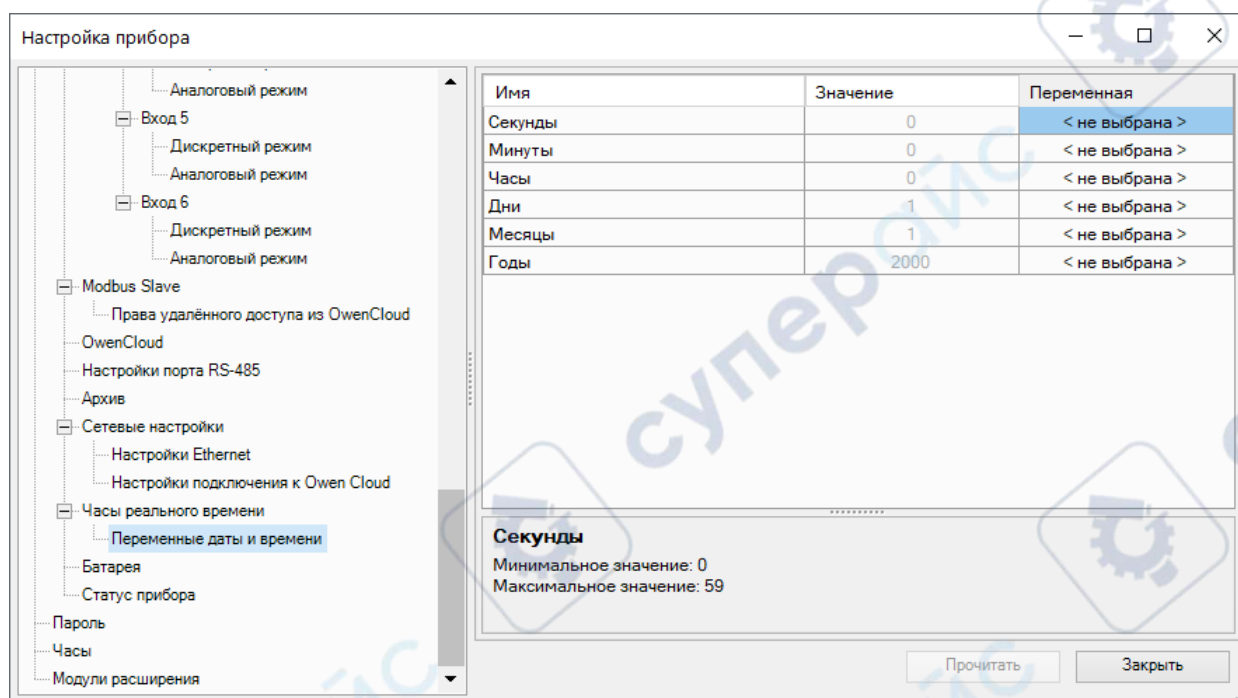 Настройка прибора
Аналоговый режим
Вход 5
Дискретный режим
Аналоговый режим
Вход 6
Дискретный режим
Аналоговый режим
Modbus Slave
Права удалённого доступа из OwenCloud
OwenCloud
Настройки порта RS-485
Архив
Сетевые настройки
Настройки Ethernet
Настройки подключения к Owen Cloud
Часы реального времени
Переменные даты и времени
Батарея
Статус прибора
Пароль
Часы
Модули расширения
Имя Значение Переменная
Секунды 0 < не выбрана >
Минуты 0 < не выбрана >
Часы 0 < не выбрана >
Дни 1 < не выбрана >
Месяцы 1 < не выбрана >
Годы 2000 < не выбрана >
Секунды
Минимальное значение: 0
Максимальное значение: 59
Прочитать Закрыть
суперайс